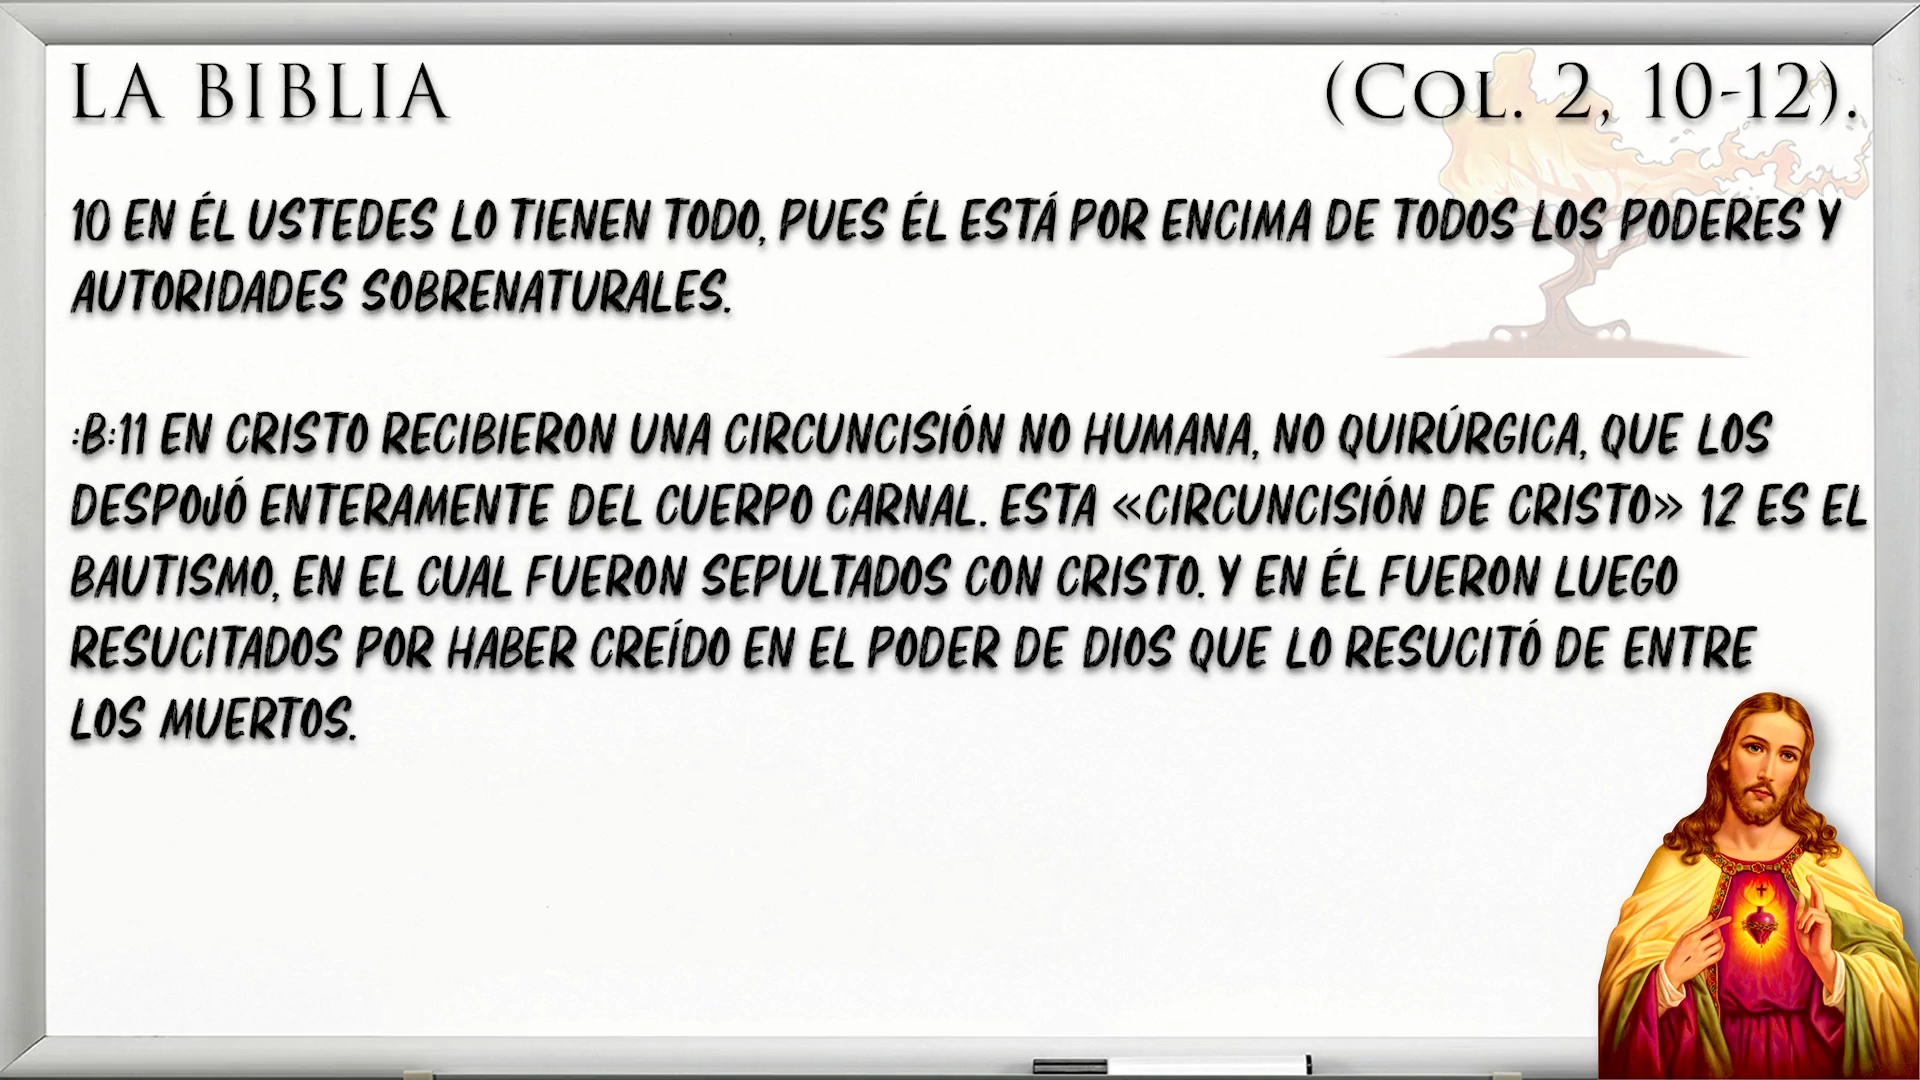 LA BIBLIA
(Col. 2, 10-12).
10 EN ÉL USTEDES LO TIENEN TODO, PUES ÉL ESTÁ POR ENCIMA DE TODOS LOS PODERES Y
AUTORIDADES SOBRENATURALES.
:B:11 EN CRISTO RECIBIERON UNA CIRCUNCISIÓN NO HUMANA, NO QUIRÚRGICA, QUE LOS
DESPOJÓ ENTERAMENTE DEL CUERPO CARNAL. ESTA «CIRCUNCISIÓN DE CRISTO» 12 ES EL
BAUTISMO, EN EL CUAL FUERON SEPULTADOS CON CRISTO. Y EN ÉL FUERON LUEGO
RESUCITADOS POR HABER CREÍDO EN EL PODER DE DIOS QUE LO RESUCITÓ DE ENTRE
LOS MUERTOS.